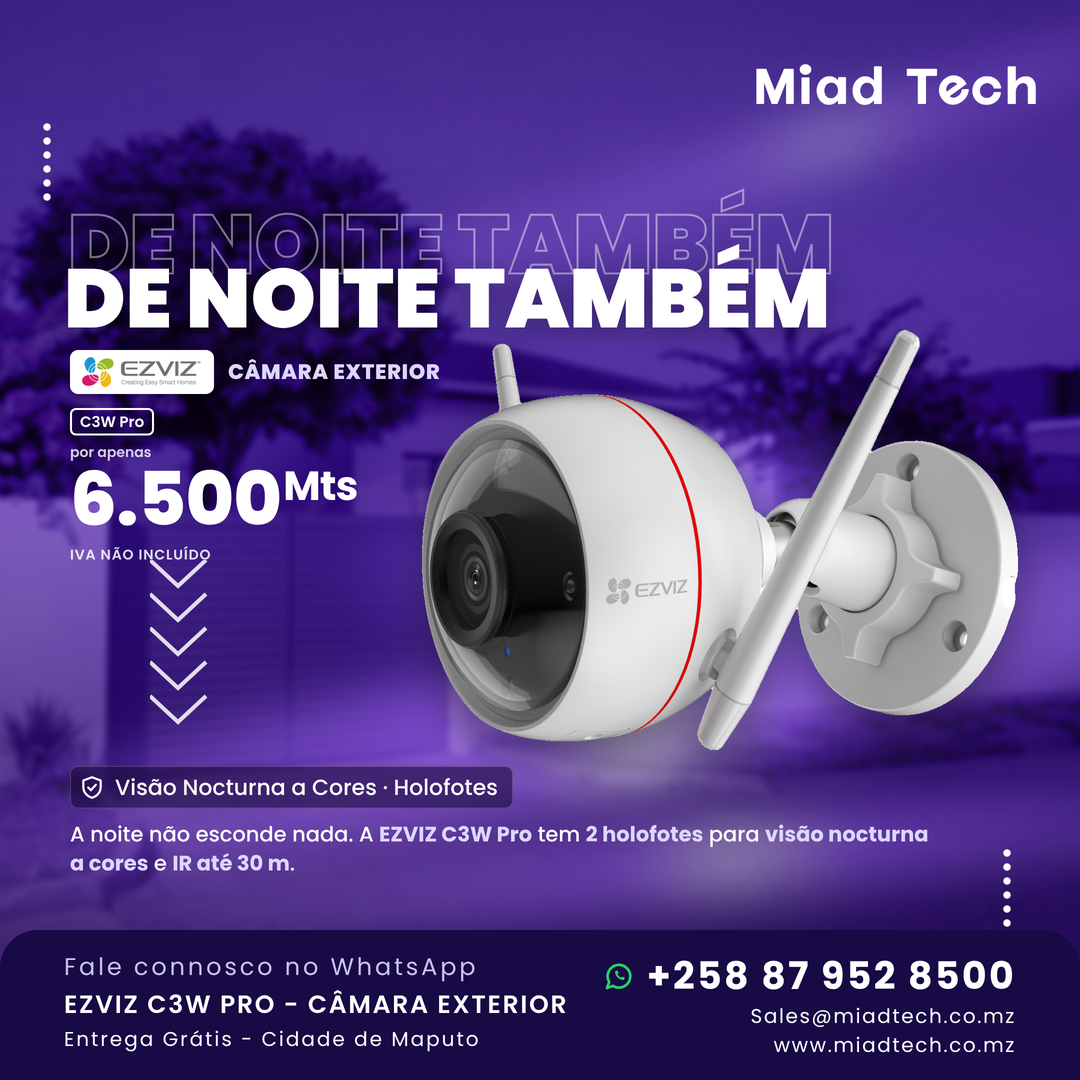 Miad Tech
DE NOITE TAMBÉM
DE NOITE TAMBÉM
EZVIZ™
Creating Easy Smart Homes
CÂMARA EXTERIOR
C3W Pro
por apenas
6.500Mts
IVA NÃO INCLUÍDO
EZVIZ
Visão Nocturna a Cores · Holofotes
A noite não esconde nada. A EZVIZ C3W Pro tem 2 holofotes para visão nocturna
a cores e IR até 30 m.
Fale connosco no WhatsApp
EZVIZ C3W PRO – CÂMARA EXTERIOR
Entrega Grátis – Cidade de Maputo
+258 87 952 8500
Sales@miadtech.co.mz
www.miadtech.co.mz